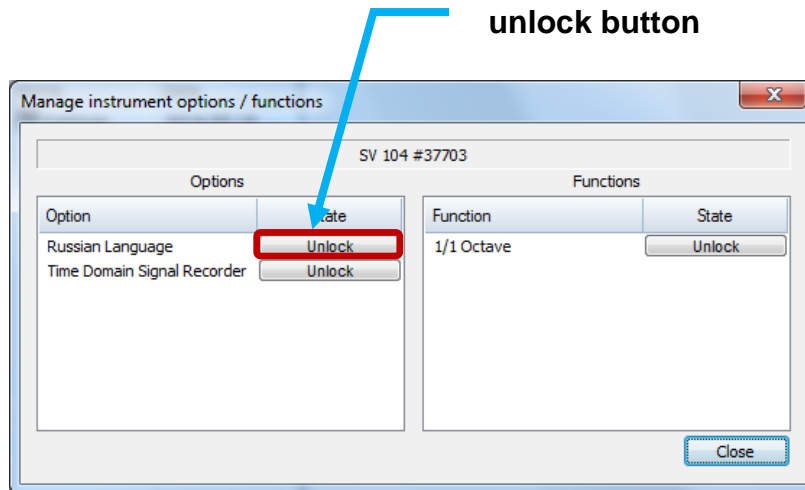 unlock button
Manage instrument options / functions
SV 104 #37703
Options
Functions
Option State
Function State
Russian Language Unlock
1/1 Octave Unlock
Time Domain Signal Recorder Unlock
Close